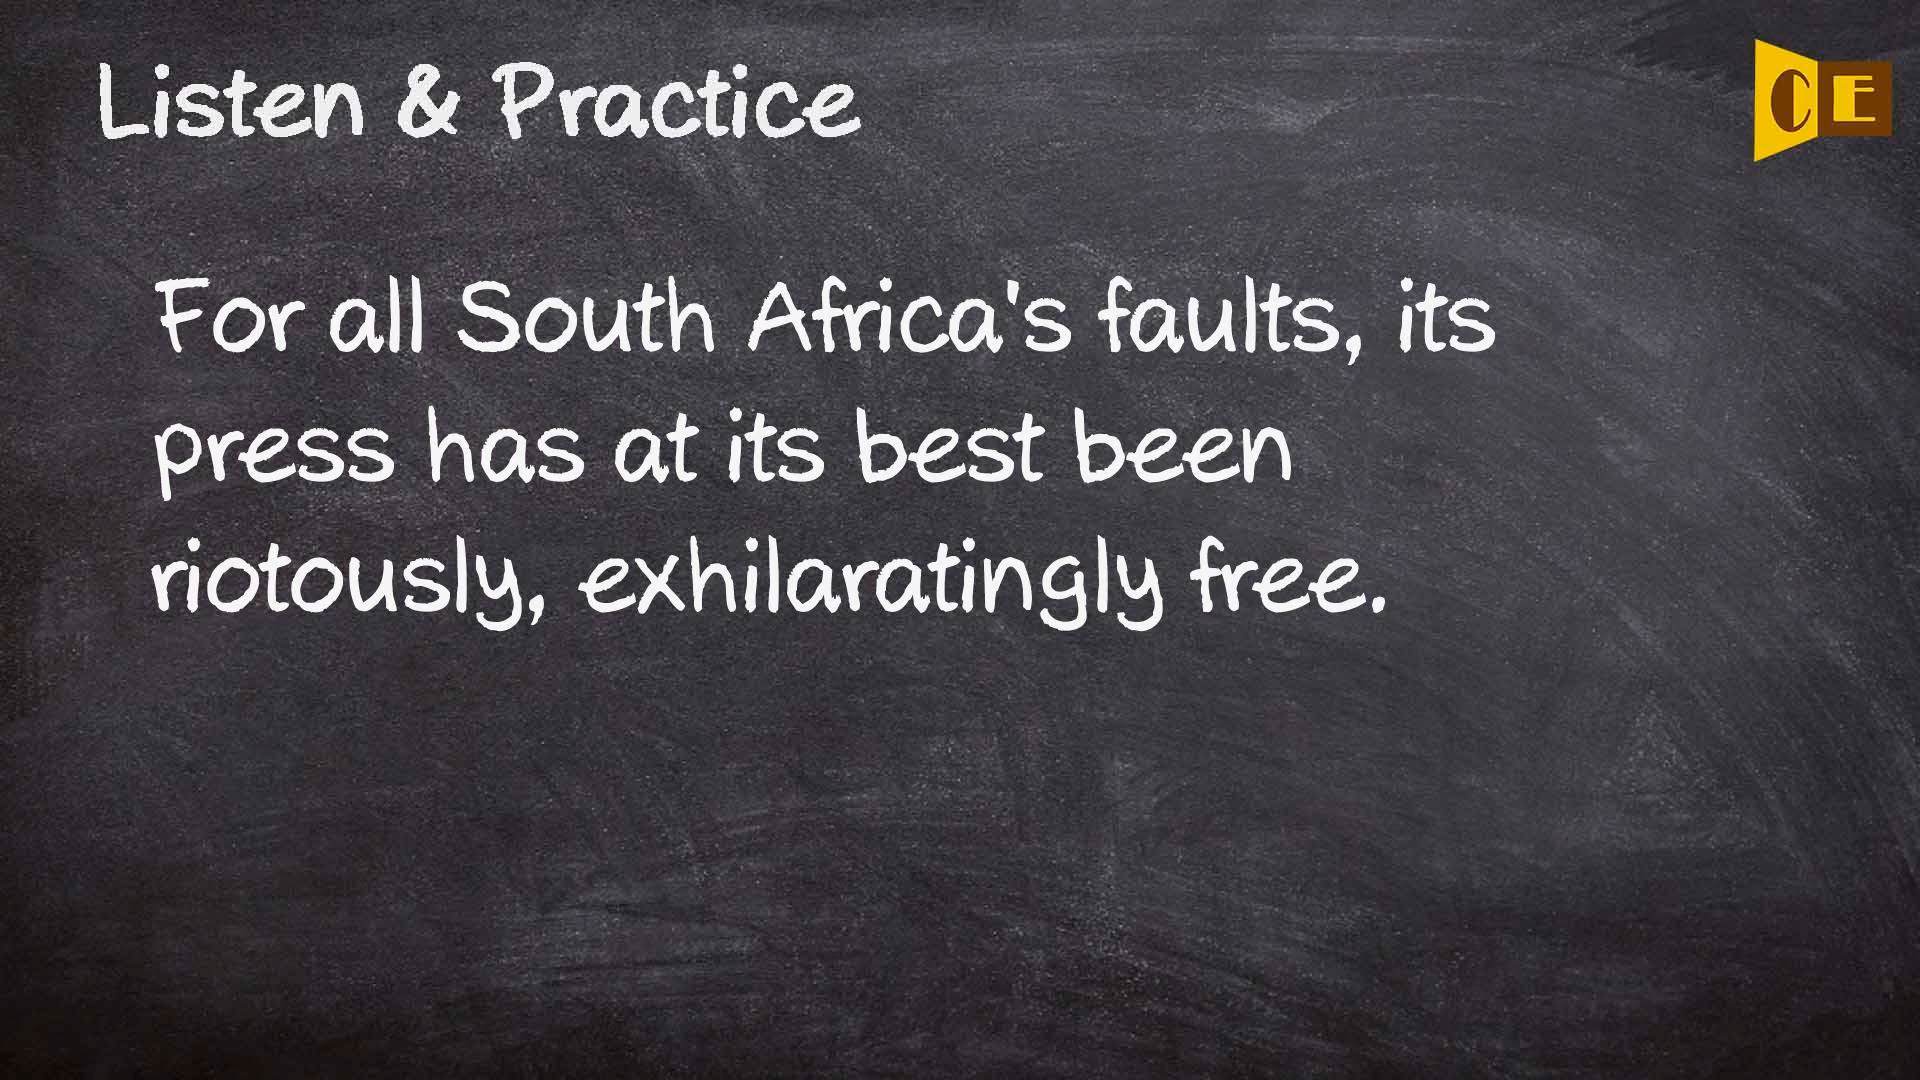 Listen & Practice
CE
For all South Africa's faults, its
press has at its best been
riotously, exhilaratingly free.